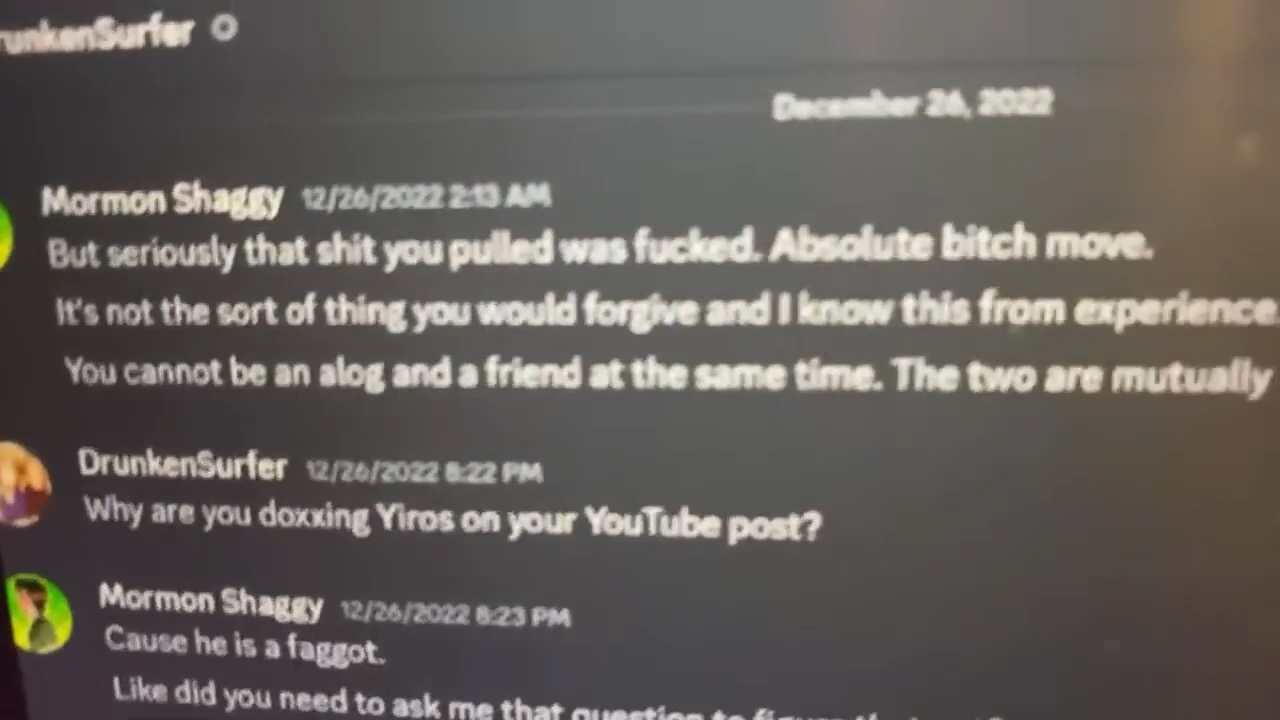 runkenSurfer
December 26, 2022
Mormon Shaggy 12/26/2022 2:13 AM
But seriously that shit you pulled was fucked. Absolute bitch move.
It's not the sort of thing you would forgive and I know this from experience
You cannot be an alog and a friend at the same time. The two are mutually
DrunkenSurfer 12/26/2022 8:22 PM
Why are you doxxing Yiros on your YouTube post?
Mormon Shaggy 12/26/2022 8:23 PM
Cause he is a faggot.
Like did you need to ask me that question to